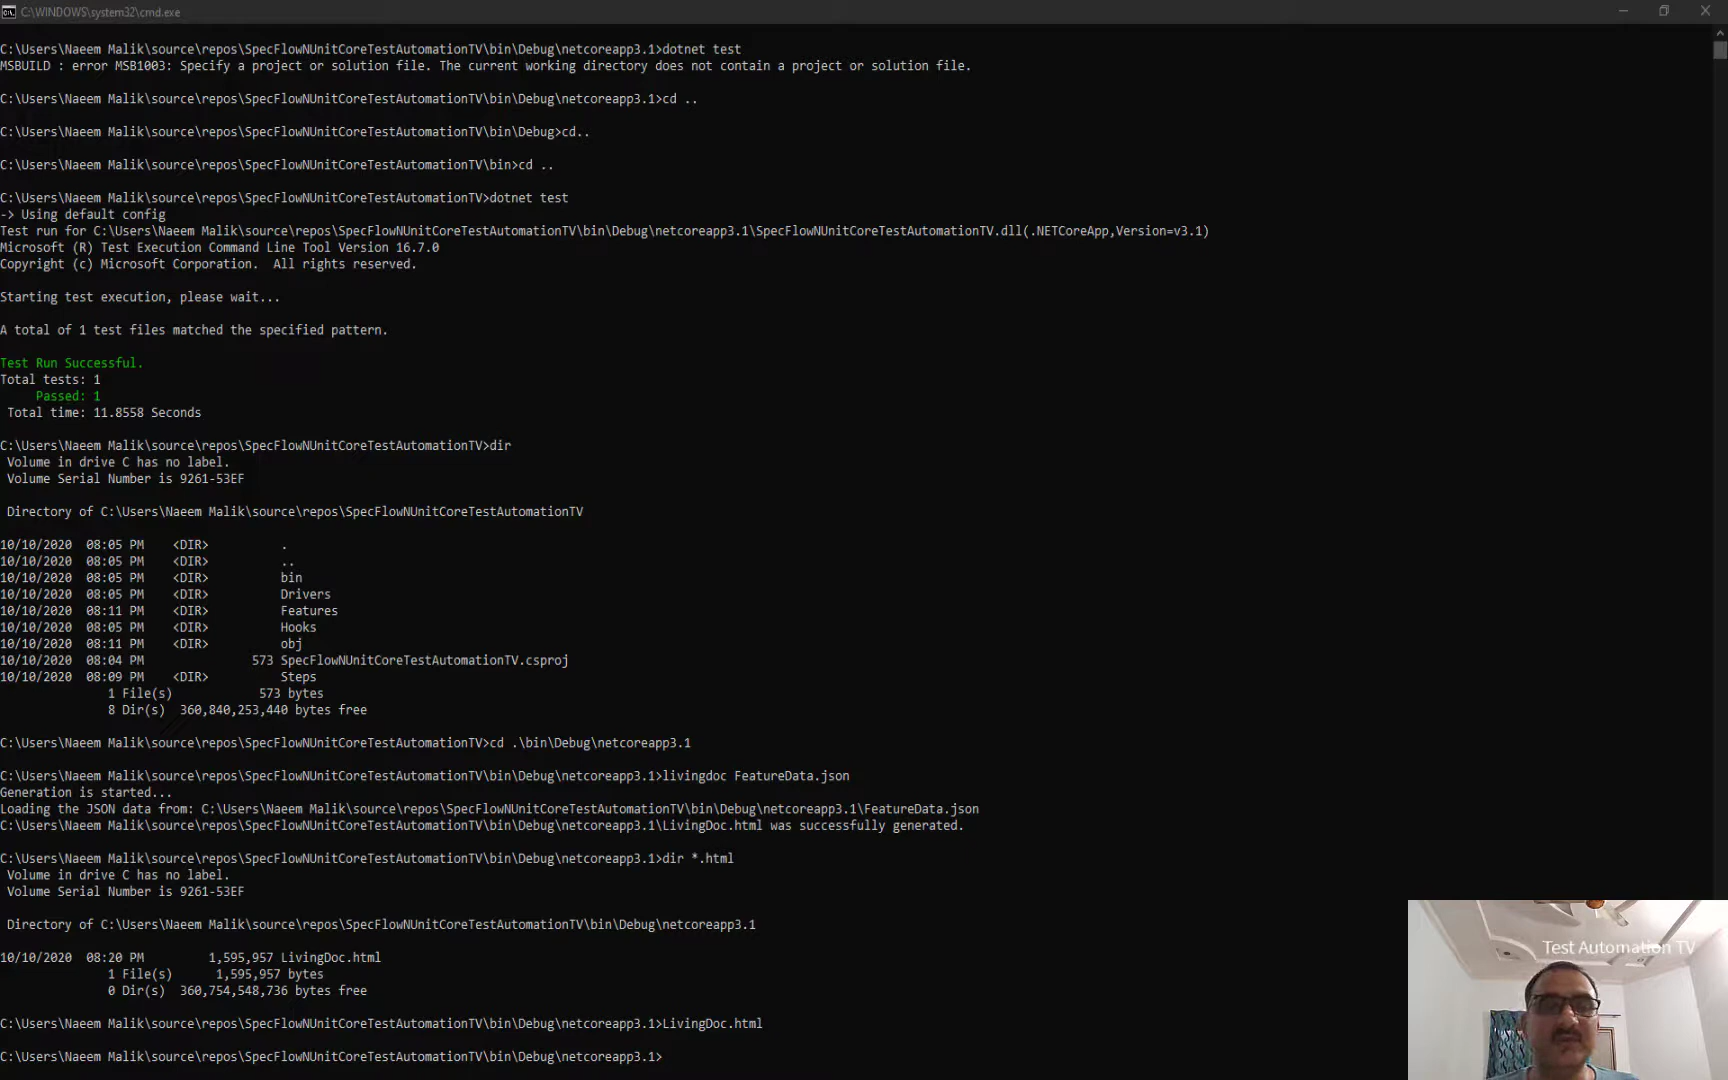 C:\WINDOWS\system32\cmd.exe
C:\Users\Naeem Malik\source\repos\SpecFlowNUnitCoreTestAutomationTV\bin\Debug\netcoreapp3.1>dotnet test
MSBUILD : error MSB1003: Specify a project or solution file. The current working directory does not contain a project or solution file.
C:\Users\Naeem Malik\source\repos\SpecFlowNUnitCoreTestAutomationTV\bin\Debug\netcoreapp3.1>cd ..
C:\Users\Naeem Malik\source\repos\SpecFlowNUnitCoreTestAutomationTV\bin\Debug>cd..
C:\Users\Naeem Malik\source\repos\SpecFlowNUnitCoreTestAutomationTV\bin>cd ..
C:\Users\Naeem Malik\source\repos\SpecFlowNUnitCoreTestAutomationTV>dotnet test
-> Using default config
Test run for C:\Users\Naeem Malik\source\repos\SpecFlowNUnitCoreTestAutomationTV\bin\Debug\netcoreapp3.1\SpecFlowNUnitCoreTestAutomationTV.dll(.NETCoreApp,Version=v3.1)
Microsoft (R) Test Execution Command Line Tool Version 16.7.0
Copyright (c) Microsoft Corporation.  All rights reserved.
Starting test execution, please wait...
A total of 1 test files matched the specified pattern.
Test Run Successful.
Total tests: 1
     Passed: 1
 Total time: 11.8558 Seconds
C:\Users\Naeem Malik\source\repos\SpecFlowNUnitCoreTestAutomationTV>dir
 Volume in drive C has no label.
 Volume Serial Number is 9261-53EF
 Directory of C:\Users\Naeem Malik\source\repos\SpecFlowNUnitCoreTestAutomationTV
10/10/2020  08:05 PM    <DIR>          .
10/10/2020  08:05 PM    <DIR>          ..
10/10/2020  08:05 PM    <DIR>          bin
10/10/2020  08:05 PM    <DIR>          Drivers
10/10/2020  08:11 PM    <DIR>          Features
10/10/2020  08:05 PM    <DIR>          Hooks
10/10/2020  08:11 PM    <DIR>          obj
10/10/2020  08:04 PM               573 SpecFlowNUnitCoreTestAutomationTV.csproj
10/10/2020  08:09 PM    <DIR>          Steps
               1 File(s)            573 bytes
               8 Dir(s)  360,840,253,440 bytes free
C:\Users\Naeem Malik\source\repos\SpecFlowNUnitCoreTestAutomationTV>cd .\bin\Debug\netcoreapp3.1
C:\Users\Naeem Malik\source\repos\SpecFlowNUnitCoreTestAutomationTV\bin\Debug\netcoreapp3.1>livingdoc FeatureData.json
Generation is started...
Loading the JSON data from: C:\Users\Naeem Malik\source\repos\SpecFlowNUnitCoreTestAutomationTV\bin\Debug\netcoreapp3.1\FeatureData.json
C:\Users\Naeem Malik\source\repos\SpecFlowNUnitCoreTestAutomationTV\bin\Debug\netcoreapp3.1\LivingDoc.html was successfully generated.
C:\Users\Naeem Malik\source\repos\SpecFlowNUnitCoreTestAutomationTV\bin\Debug\netcoreapp3.1>dir *.html
 Volume in drive C has no label.
 Volume Serial Number is 9261-53EF
 Directory of C:\Users\Naeem Malik\source\repos\SpecFlowNUnitCoreTestAutomationTV\bin\Debug\netcoreapp3.1
10/10/2020  08:20 PM         1,595,957 LivingDoc.html
               1 File(s)      1,595,957 bytes
               0 Dir(s)  360,754,548,736 bytes free
C:\Users\Naeem Malik\source\repos\SpecFlowNUnitCoreTestAutomationTV\bin\Debug\netcoreapp3.1>LivingDoc.html
C:\Users\Naeem Malik\source\repos\SpecFlowNUnitCoreTestAutomationTV\bin\Debug\netcoreapp3.1>
Test Automation TV